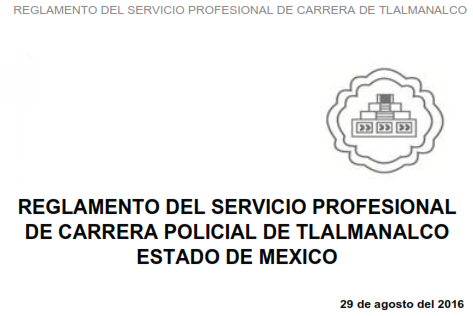 REGLAMENTO DEL SERVICIO PROFESIONAL DE CARRERA DE TLALMANALCO
REGLAMENTO DEL SERVICIO PROFESIONAL
DE CARRERA POLICIAL DE TLALMANALCO
ESTADO DE MEXICO
29 de agosto del 2016